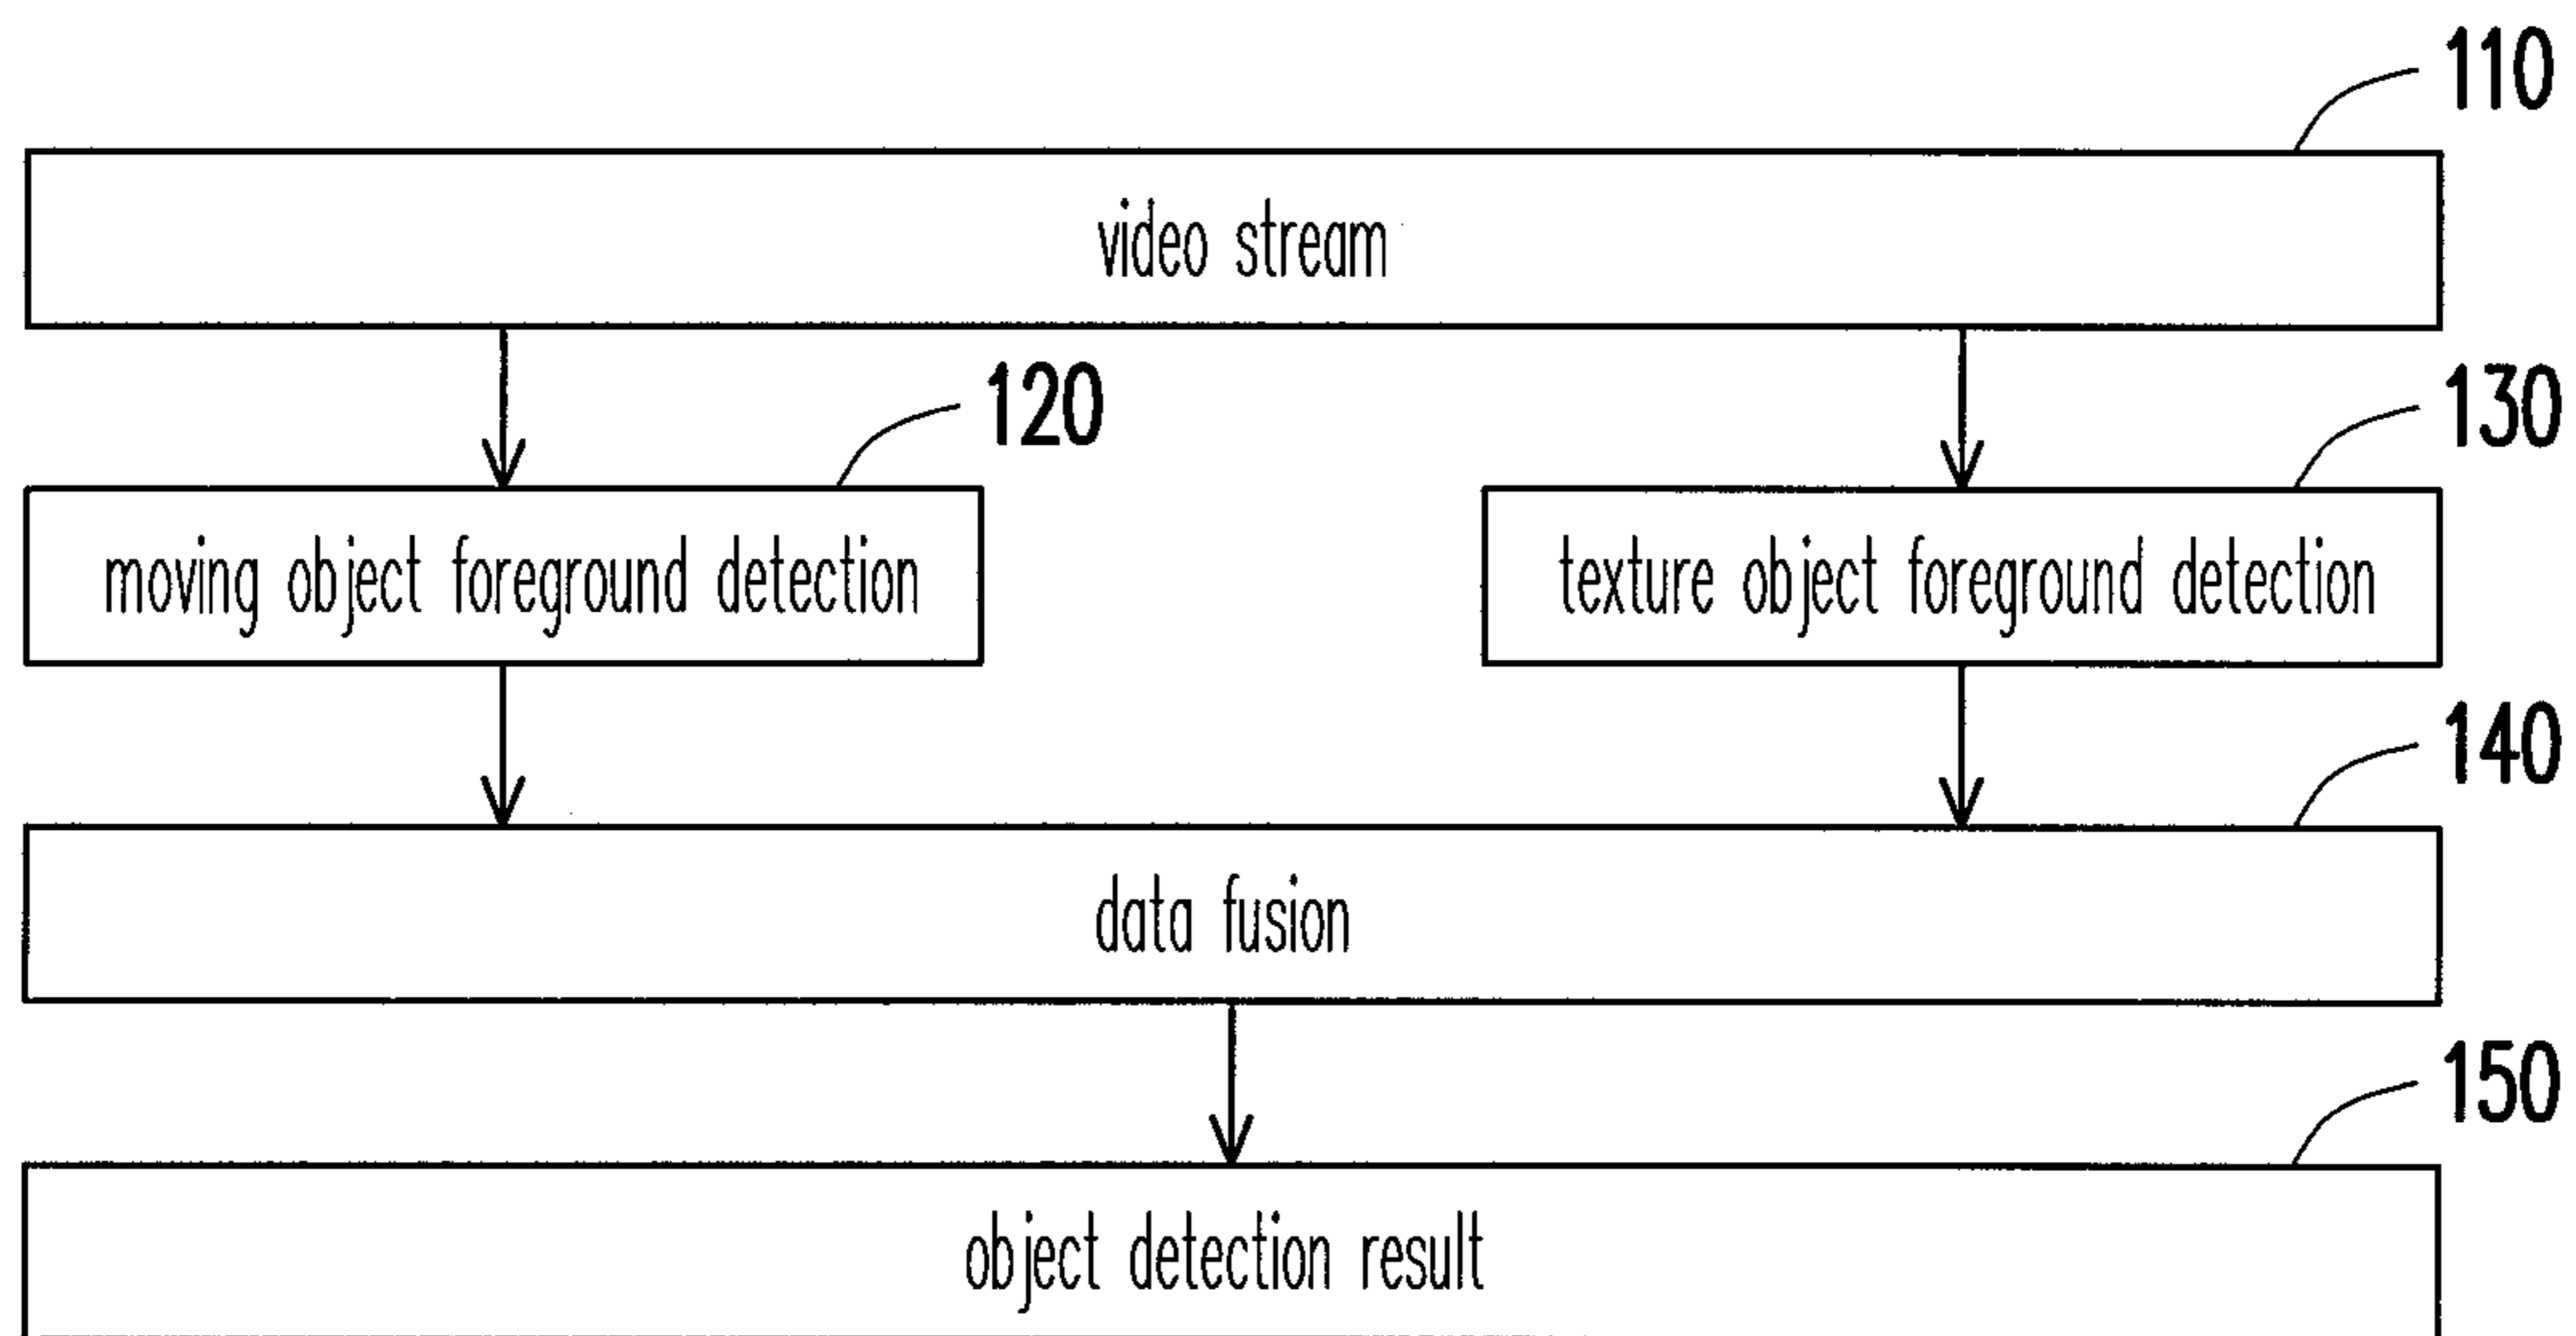 110
video stream
120
130
moving object foreground detection
texture object foreground detection
140
data fusion
150
object detection result